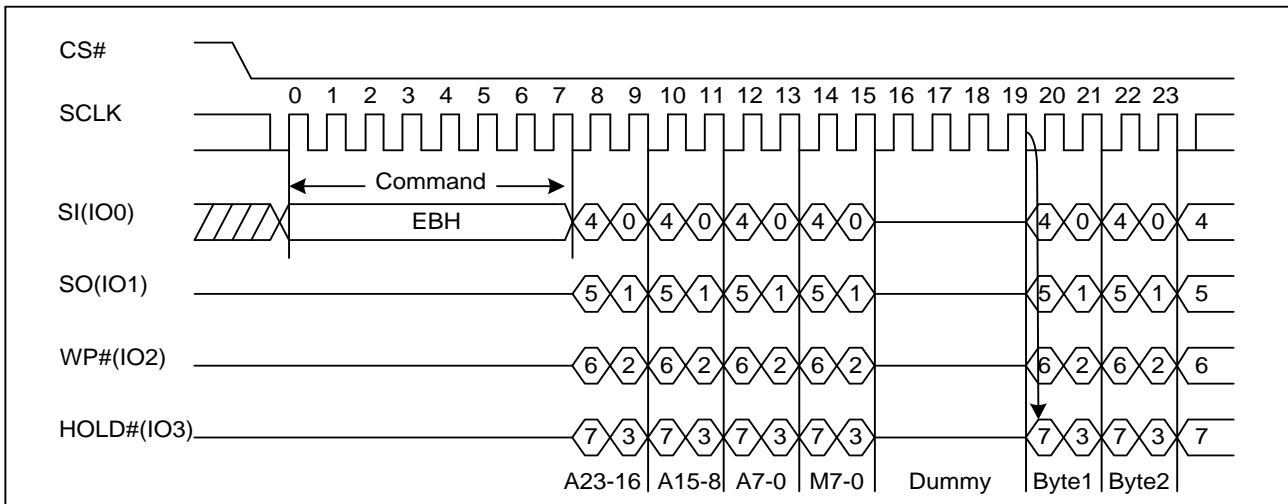 CS#
0 1 2 3 4 5 6 7 8 9 10 11 12 13 14 15 16 17 18 19 20 21 22 23
SCLK
Command
SI(IO0) EBH 4 0 4 0 4 0 4 0 4 0 4 0 4
SO(IO1) 5 1 5 1 5 1 5 1 5 1 5 1 5
WP#(IO2) 6 2 6 2 6 2 6 2 6 2 6 2 6
HOLD#(IO3) 7 3 7 3 7 3 7 3 7 3 7 3 7
A23-16 A15-8 A7-0 M7-0 Dummy Byte1 Byte2